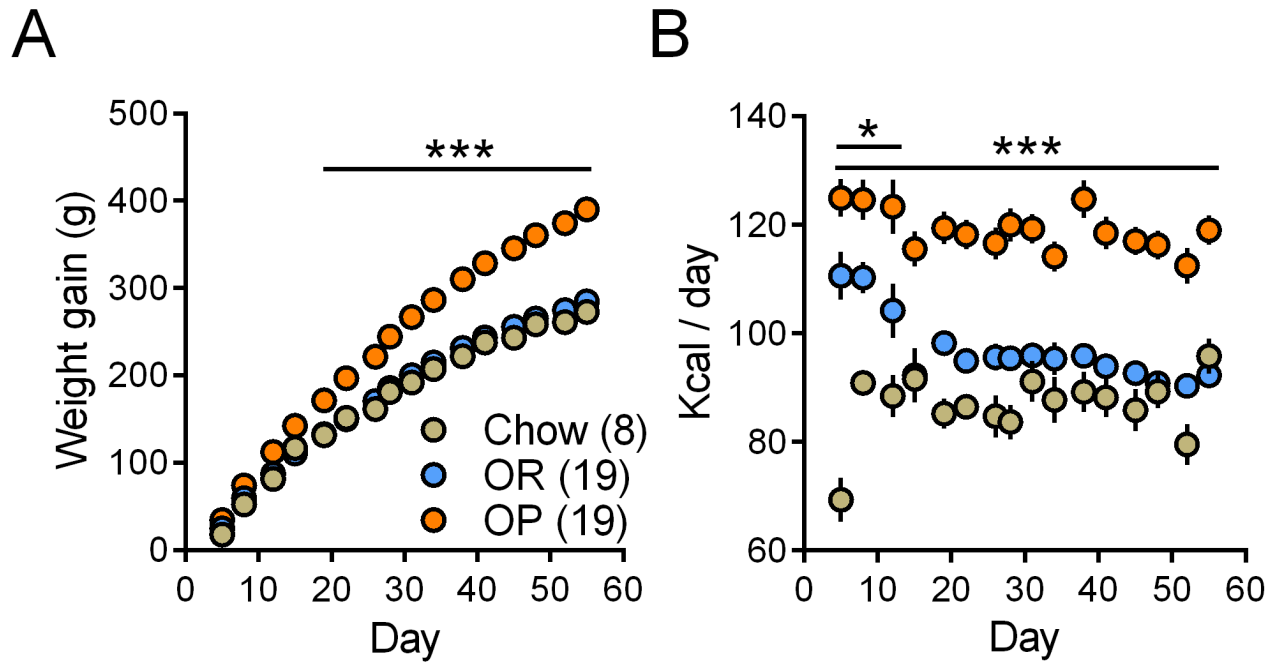 A
B
Weight gain (g)
500
400
300
200
100
0
***
Chow (8)
OR (19)
OP (19)
0 10 20 30 40 50 60
Day
Kcal / day
140
120
100
80
60
*
***
0 10 20 30 40 50 60
Day